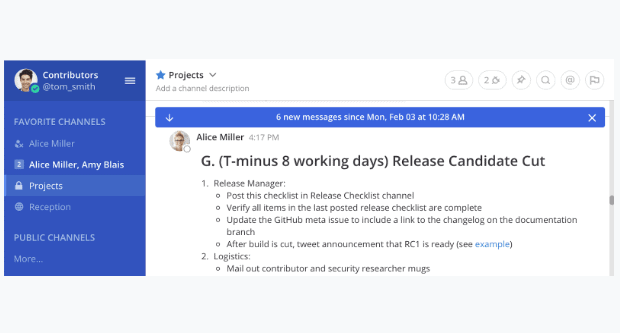 Contributors
@tom_smith
FAVORITE CHANNELS
Alice Miller
2 Alice Miller, Amy Blais
Projects
Reception
PUBLIC CHANNELS
More...
Projects
Add a channel description
3
2
@
6 new messages since Mon, Feb 03 at 10:28 AM
Alice Miller 4:17 PM
G. (T-minus 8 working days) Release Candidate Cut
1. Release Manager:
Post this checklist in Release Checklist channel
Verify all items in the last posted release checklist are complete
Update the GitHub meta issue to include a link to the changelog on the documentation
branch
After build is cut, tweet announcement that RC1 is ready (see example)
2. Logistics:
Mail out contributor and security researcher mugs